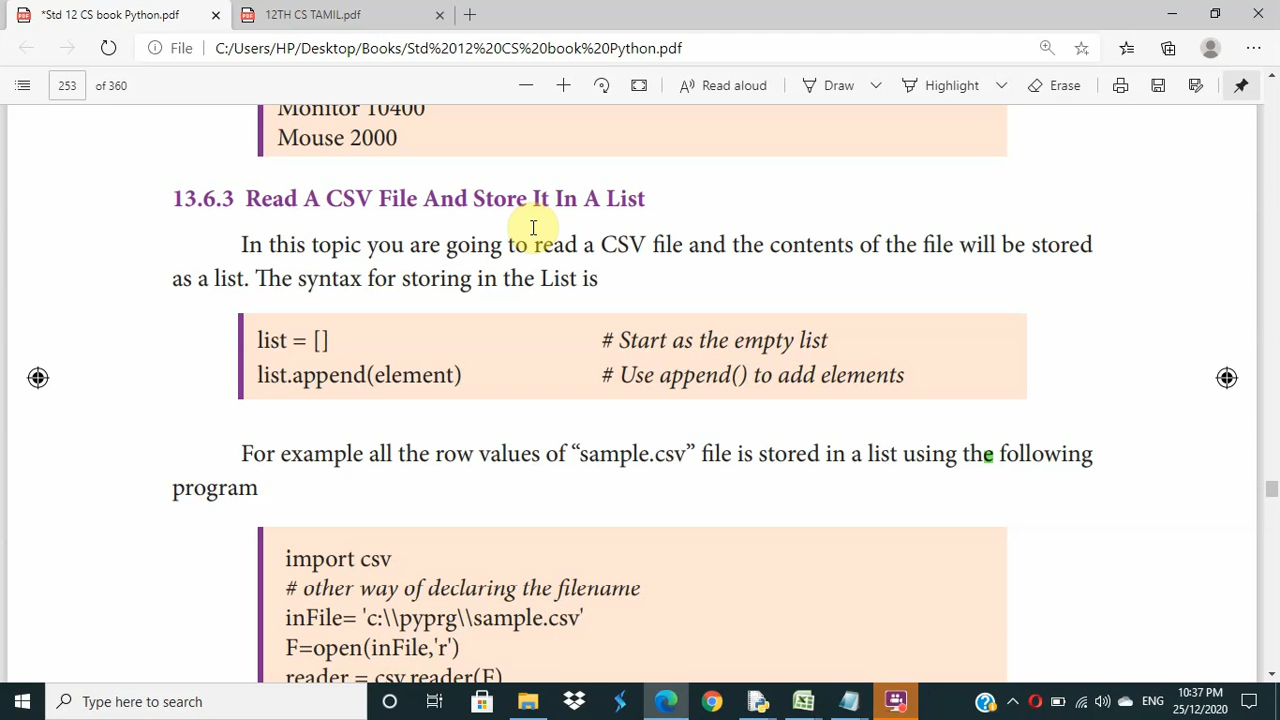 *Std 12 CS book Python.pdf
12TH CS TAMIL.pdf
File
C:/Users/HP/Desktop/Books/Std%2012%20CS%20book%20Python.pdf
253 of 360
Read aloud
Draw
Highlight
Erase
Monitor 10400
Mouse 2000
13.6.3 Read A CSV File And Store It In A List
In this topic you are going to read a CSV file and the contents of the file will be stored
as a list. The syntax for storing in the List is
list = [] # Start as the empty list
list.append(element) # Use append() to add elements
For example all the row values of “sample.csv” file is stored in a list using the following
program
import csv
# other way of declaring the filename
inFile= 'c:\\pyprg\\sample.csv'
F=open(inFile,'r')
reader = csv.reader(F)
Type here to search
ENG
10:37 PM
25/12/2020